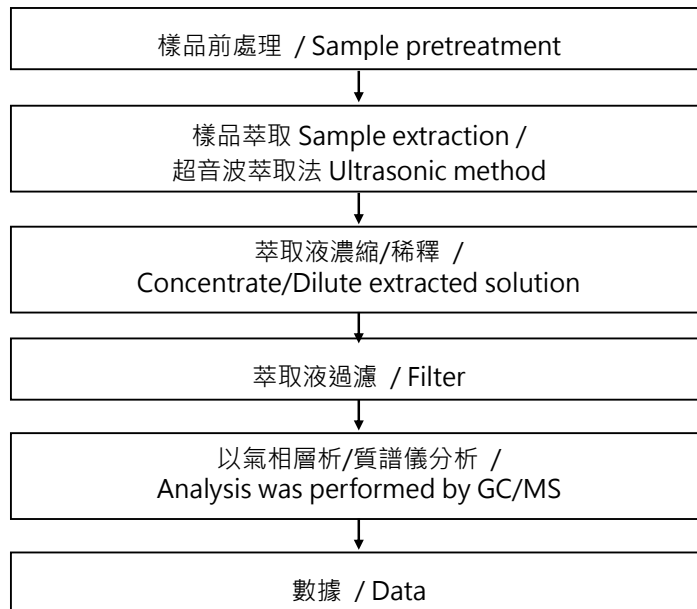 樣品前處理 / Sample pretreatment
樣品萃取 Sample extraction /
超音波萃取法 Ultrasonic method
萃取液濃縮/稀釋 /
Concentrate/Dilute extracted solution
萃取液過濾 / Filter
以氣相層析/質譜儀分析 /
Analysis was performed by GC/MS
數據 / Data